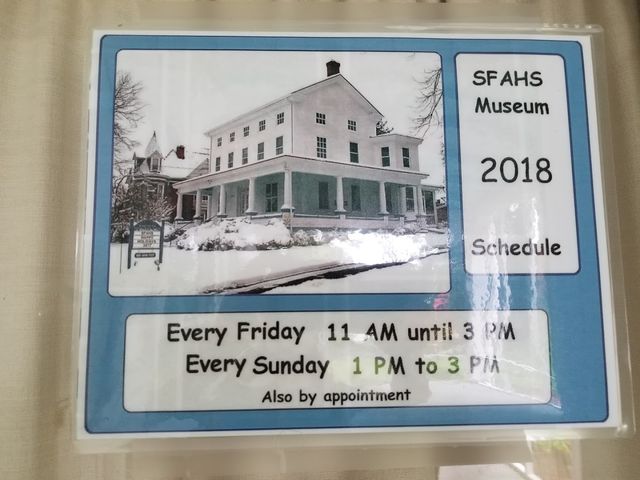 SFAHS
Museum
2018
Schedule
Every Friday 11 AM until 3 PM
Every Sunday 1 PM to 3 PM
Also by appointment